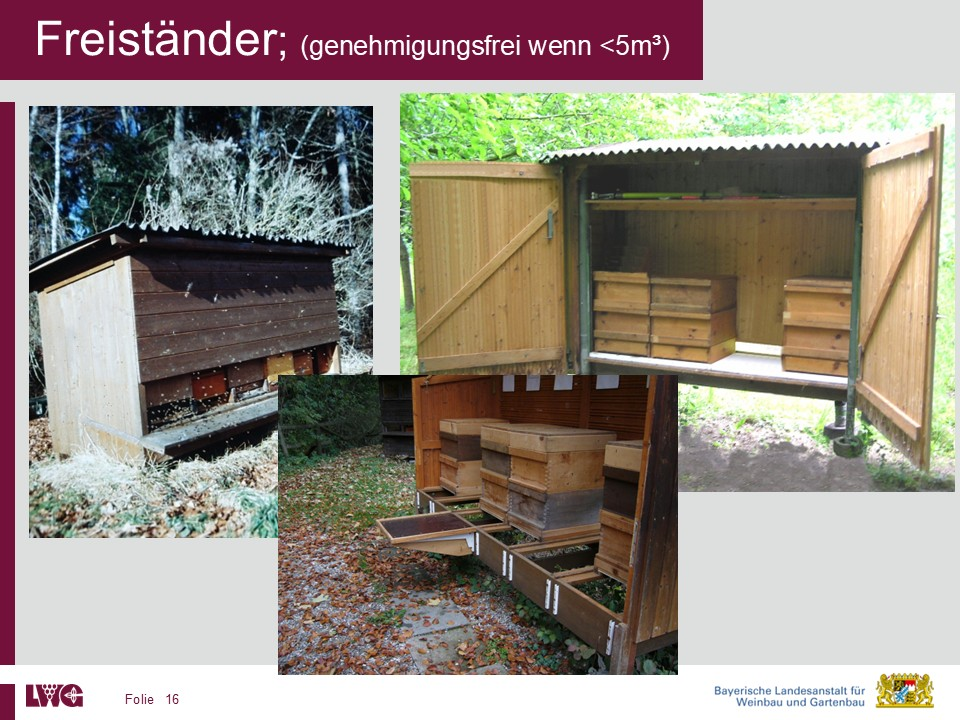 Freiständer; (genehmigungsfrei wenn <5m³)
LWG
Folie 16
Bayerische Landesanstalt für
Weinbau und Gartenbau